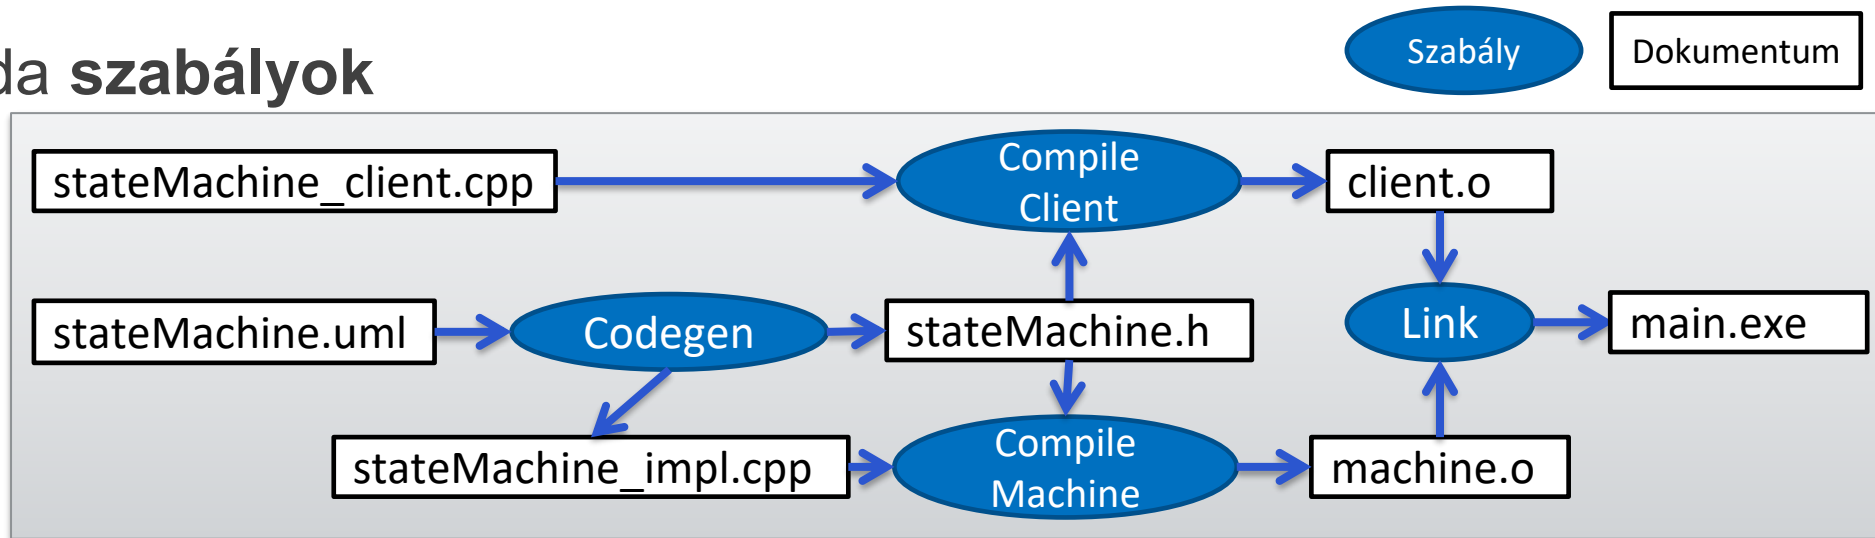 szabályok
Szabály
Dokumentum
stateMachine_client.cpp
Compile
Client
client.o
stateMachine.uml
Codegen
stateMachine.h
Link
main.exe
stateMachine_impl.cpp
Compile
Machine
machine.o